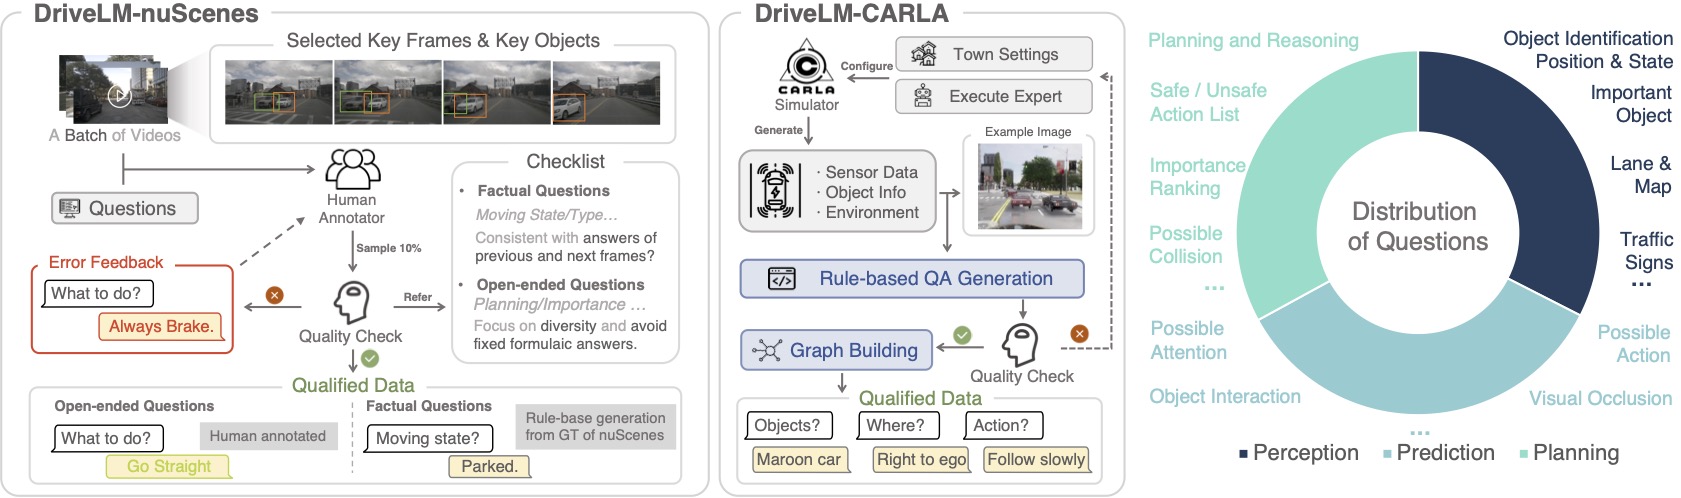 DriveLM-nuScenes
Selected Key Frames & Key Objects
A Batch of Videos
Questions
Human
Annotator
Sample 10%
Error Feedback
What to do?
Always Brake.
Quality Check
Refer
Checklist
• Factual Questions
Moving State/Type…
Consistent with answers of
previous and next frames?
• Open-ended Questions
Planning/Importance …
Focus on diversity and avoid
fixed formulaic answers.
Qualified Data
Open-ended Questions
What to do?
Human annotated
Go Straight
Factual Questions
Moving state?
Rule-base generation
from GT of nuScenes
Parked.
DriveLM-CARLA
CARLA
Simulator
Configure
Town Settings
Execute Expert
Generate
· Sensor Data
· Object Info
· Environment
Example Image
Rule-based QA Generation
Graph Building
Quality Check
Qualified Data
Objects?
Where?
Action?
Maroon car
Right to ego
Follow slowly
Planning and Reasoning
Safe / Unsafe
Action List
Importance
Ranking
Possible
Collision
...
Possible
Attention
Object Interaction
...
Distribution
of Questions
Object Identification
Position & State
Important
Object
Lane &
Map
Traffic
Signs
...
Possible
Action
Visual Occlusion
Perception
Prediction
Planning